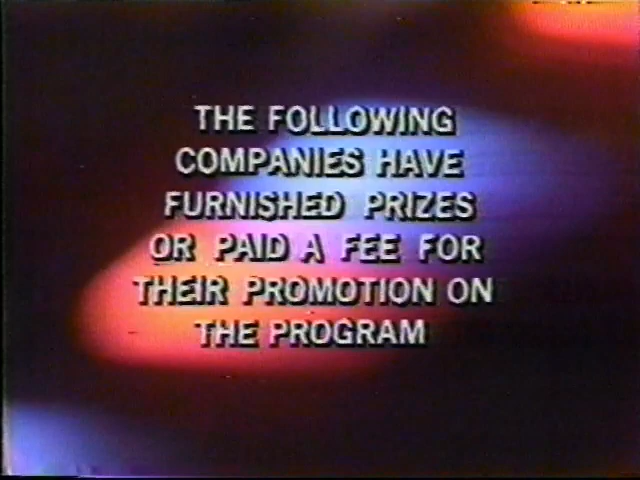 THE FOLLOWING
COMPANIES HAVE
FURNISHED PRIZES
OR PAID A FEE FOR
THEIR PROMOTION ON
THE PROGRAM